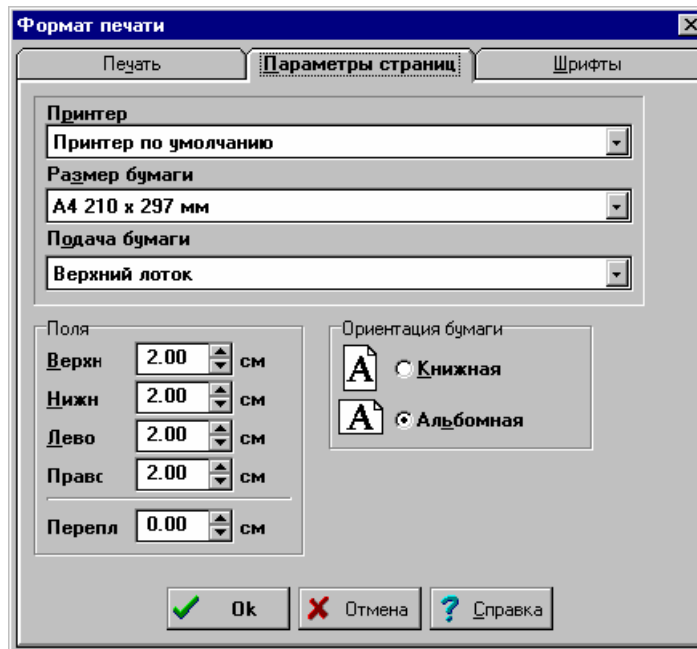 Формат печати
Печать Параметры страниц Шрифты
Принтер
Принтер по умолчанию
Размер бумаги
А4 210 x 297 мм
Подача бумаги
Верхний лоток
Поля
Верхн 2.00 см
Нижн 2.00 см
Лево 2.00 см
Правс 2.00 см
Перепл 0.00 см
Ориентация бумаги
A Книжная
A Альбомная
Ok Отмена ? Справка